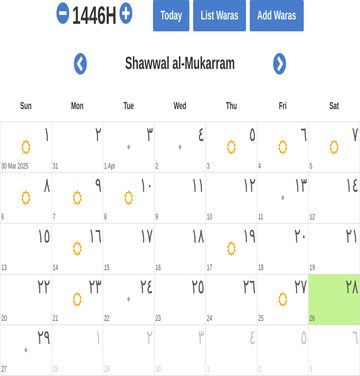 1446H
Today
List Waras
Add Waras
Shawwal al-Mukarram
Sun Mon Tue Wed Thu Fri Sat
١ ٢ ٣ ٤ ٥ ٦ ٧
30 Mar 2025 31 1 Apr 2 3 4 5
٨ ٩ ١٠ ١١ ١٢ ١٣ ١٤
6 7 8 9 10 11 12
١٥ ١٦ ١٧ ١٨ ١٩ ٢٠ ٢١
13 14 15 16 17 18 19
٢٢ ٢٣ ٢٤ ٢٥ ٢٦ ٢٧ ٢٨
20 21 22 23 24 25 26
٢٩ ١ ٢ ٣ ٤ ٥ ٦
27 28 29 30 1 2 3